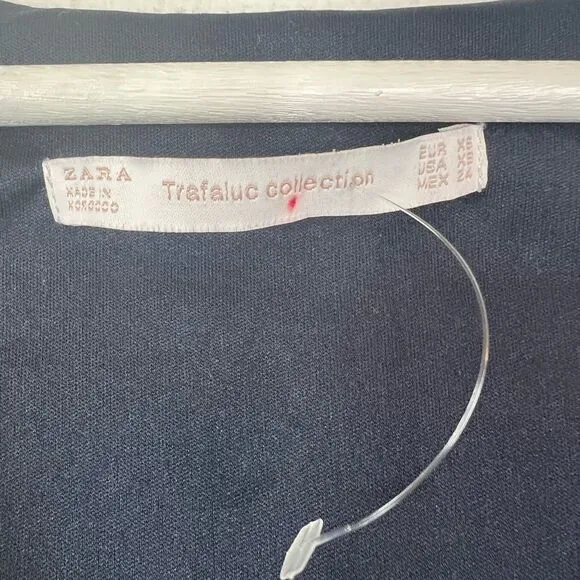 ZARA
MADE IN
MOROCCO
Trafaluc collection
EUR XS
USA XS
MEX 24